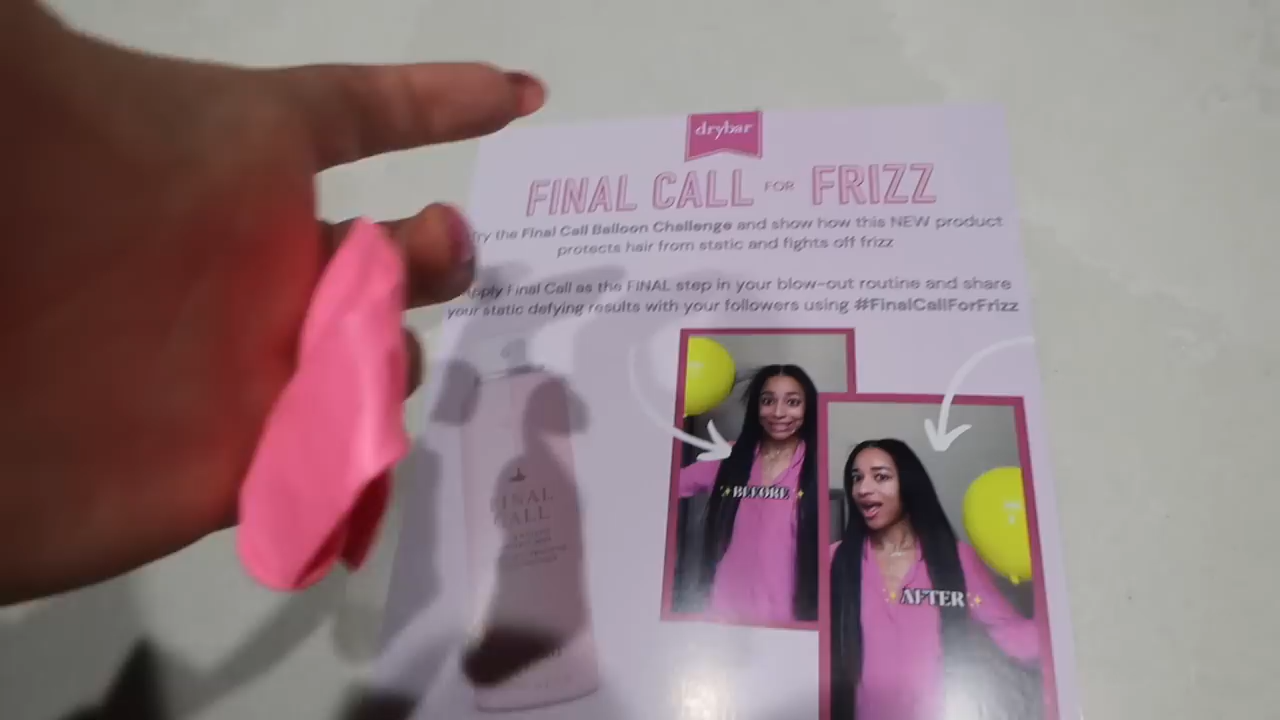 drybar
FINAL CALL FOR FRIZZ
Try the Final Call Balloon Challenge and show how this NEW product
protects hair from static and fights off frizz
Apply Final Call as the FINAL step in your blow-out routine and share
your static defying results with your followers using #FinalCallForFrizz
BEFORE
AFTER
FINAL
CALL